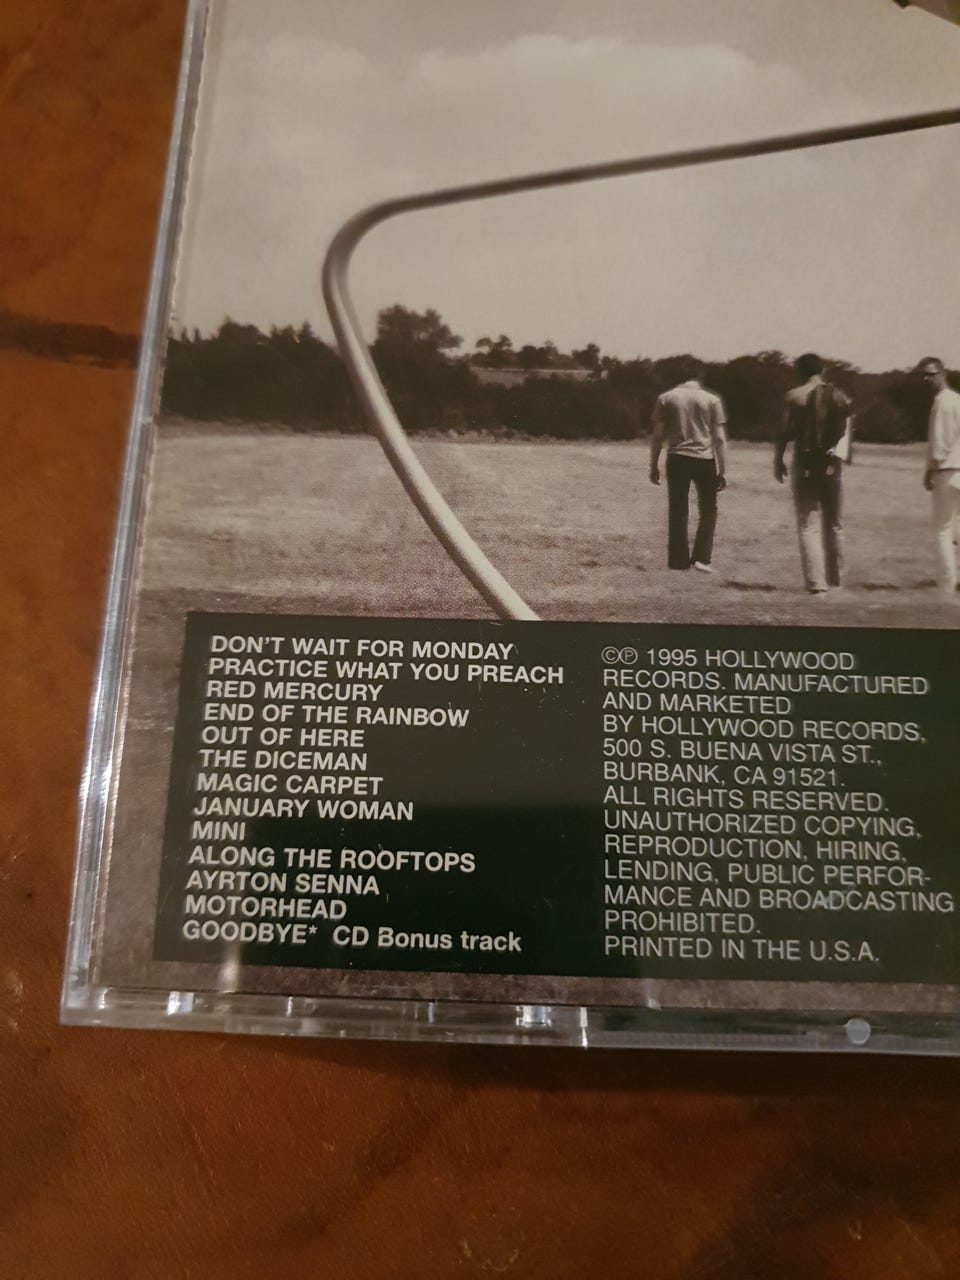 DON'T WAIT FOR MONDAY
PRACTICE WHAT YOU PREACH
RED MERCURY
END OF THE RAINBOW
OUT OF HERE
THE DICEMAN
MAGIC CARPET
JANUARY WOMAN
MINI
ALONG THE ROOFTOPS
AYRTON SENNA
MOTORHEAD
GOODBYE* CD Bonus track
©℗ 1995 HOLLYWOOD
RECORDS. MANUFACTURED
AND MARKETED
BY HOLLYWOOD RECORDS,
500 S. BUENA VISTA ST.,
BURBANK, CA 91521.
ALL RIGHTS RESERVED.
UNAUTHORIZED COPYING,
REPRODUCTION, HIRING,
LENDING, PUBLIC PERFOR-
MANCE AND BROADCASTING
PROHIBITED.
PRINTED IN THE U.S.A.